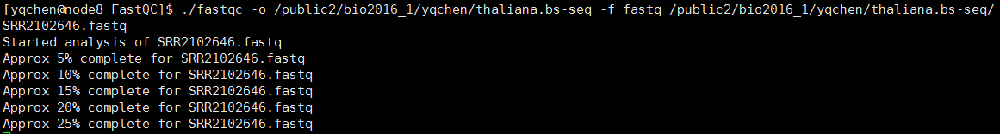 [yqchen@node8 FastQC]$ ./fastqc -o /public2/bio2016_1/yqchen/thaliana.bs-seq -f fastq /public2/bio2016_1/yqchen/thaliana.bs-seq/
SRR2102646.fastq
Started analysis of SRR2102646.fastq
Approx 5% complete for SRR2102646.fastq
Approx 10% complete for SRR2102646.fastq
Approx 15% complete for SRR2102646.fastq
Approx 20% complete for SRR2102646.fastq
Approx 25% complete for SRR2102646.fastq